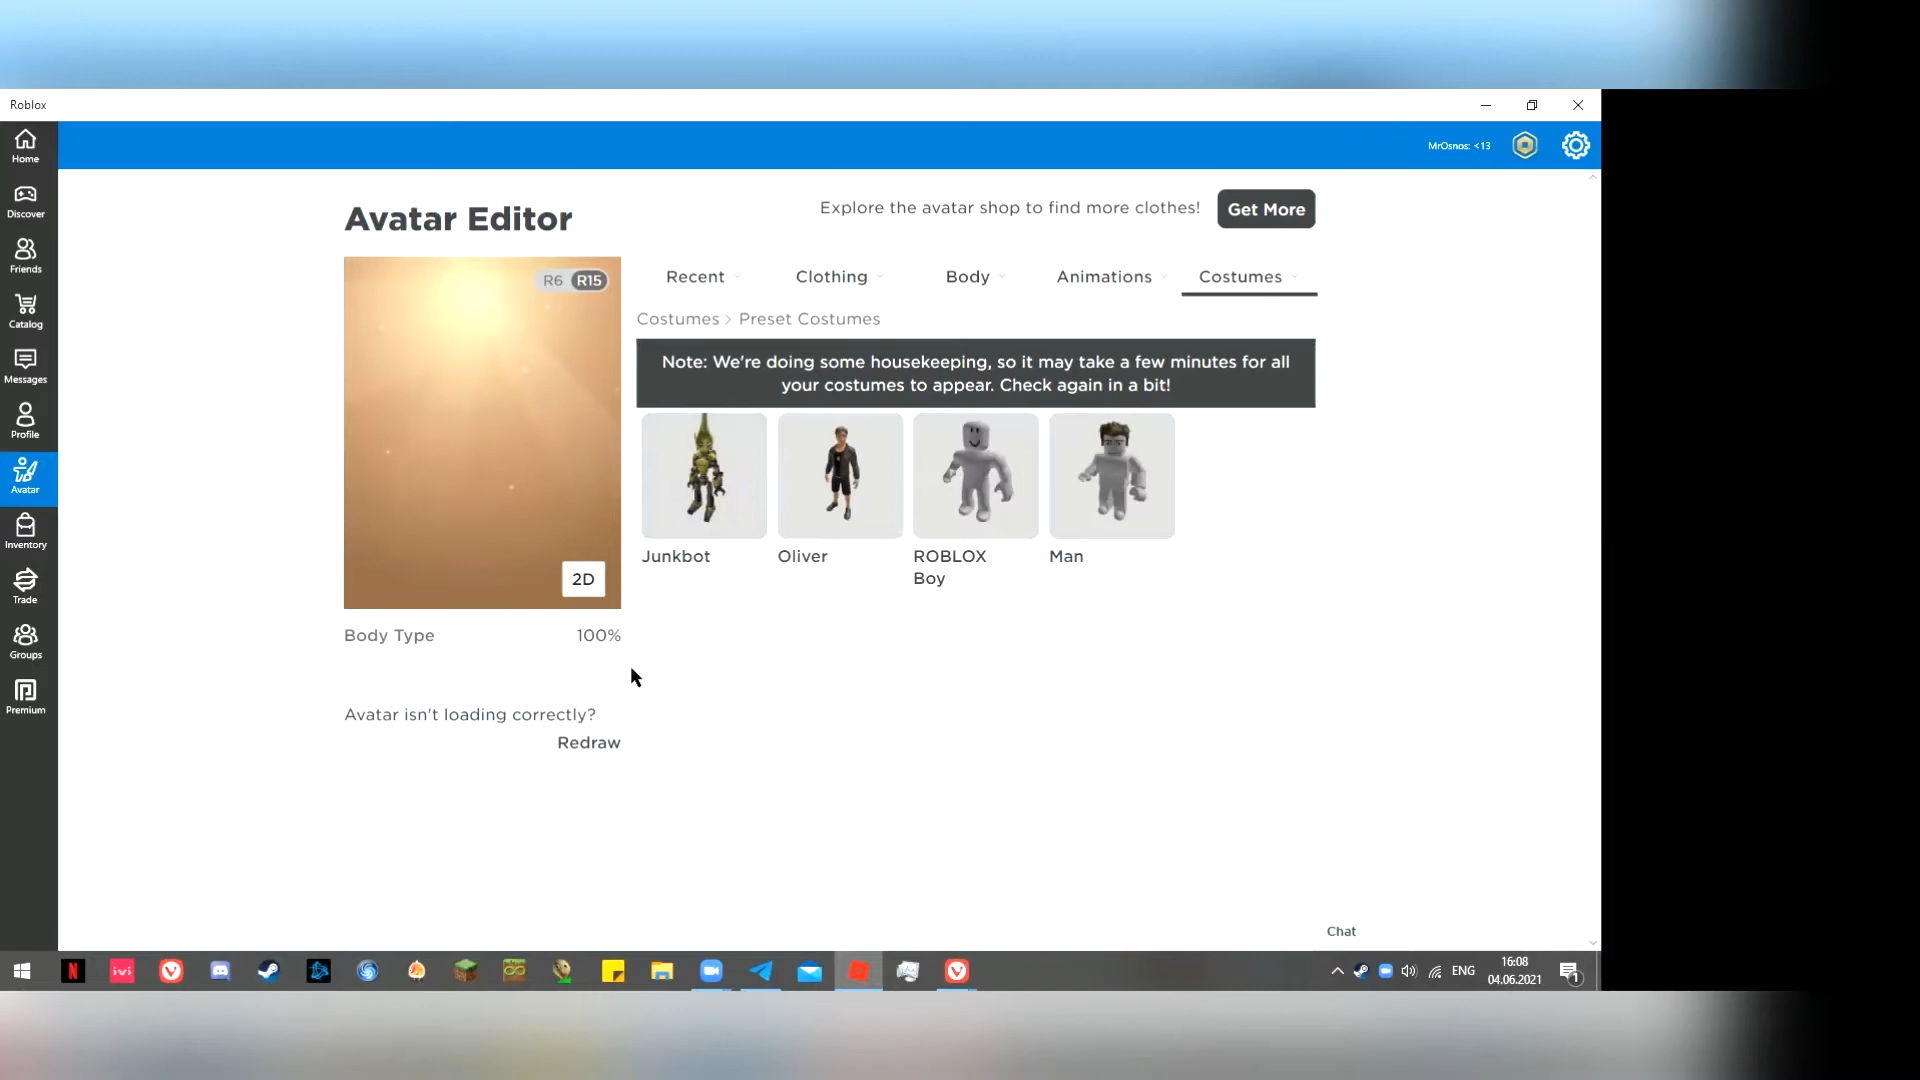 Roblox
MrOsnos: <13
Home
Discover
Friends
Catalog
Messages
Profile
Avatar
Inventory
Trade
Groups
Premium
Avatar Editor
Explore the avatar shop to find more clothes!
Get More
R6 R15
2D
Body Type 100%
Avatar isn't loading correctly?
Redraw
Recent Clothing Body Animations Costumes
Costumes > Preset Costumes
Note: We're doing some housekeeping, so it may take a few minutes for all
your costumes to appear. Check again in a bit!
Junkbot
Oliver
ROBLOX
Boy
Man
Chat
N
ivi
ENG
16:08
04.06.2021
1